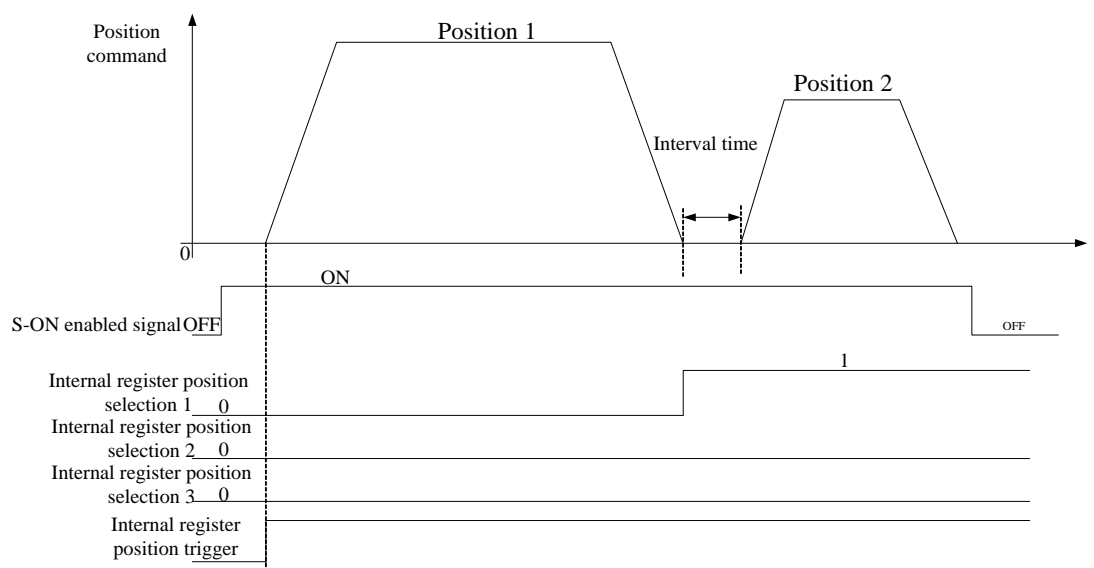 Position
command
Position 1
Position 2
Interval time
0
ON
S-ON enabled signal OFF
OFF
1
Internal register position
selection 1 0
Internal register position
selection 2 0
Internal register position
selection 3 0
Internal register
position trigger